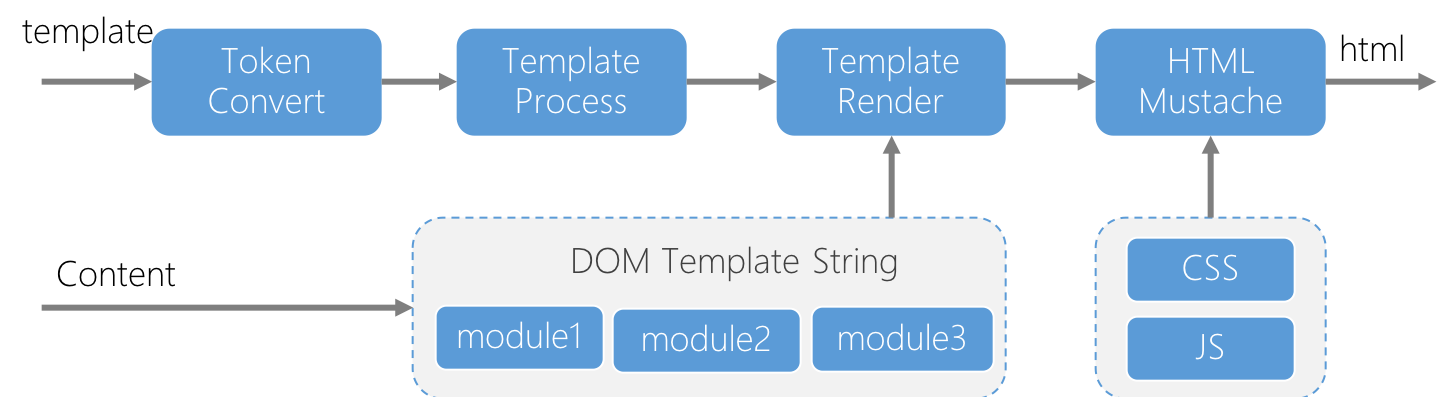 template
Token
Convert
Template
Process
Template
Render
HTML
Mustache
html
Content
DOM Template String
module1
module2
module3
CSS
JS